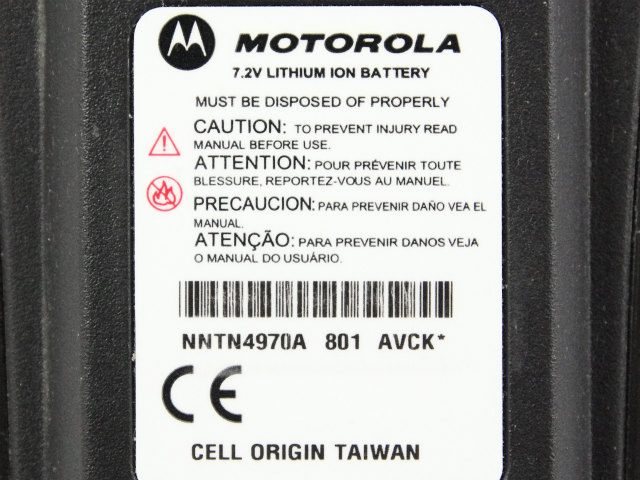 MOTOROLA
7.2V LITHIUM ION BATTERY
MUST BE DISPOSED OF PROPERLY
CAUTION: TO PREVENT INJURY READ
MANUAL BEFORE USE.
ATTENTION: POUR PRÉVENIR TOUTE
BLESSURE, REPORTEZ-VOUS AU MANUEL.
PRECAUCION: PARA PREVENIR DAÑO VEA EL
MANUAL.
ATENÇÃO: PARA PREVENIR DANOS VEJA
O MANUAL DO USUÁRIO.
NNTN4970A 801 AVCK*
CE
CELL ORIGIN TAIWAN